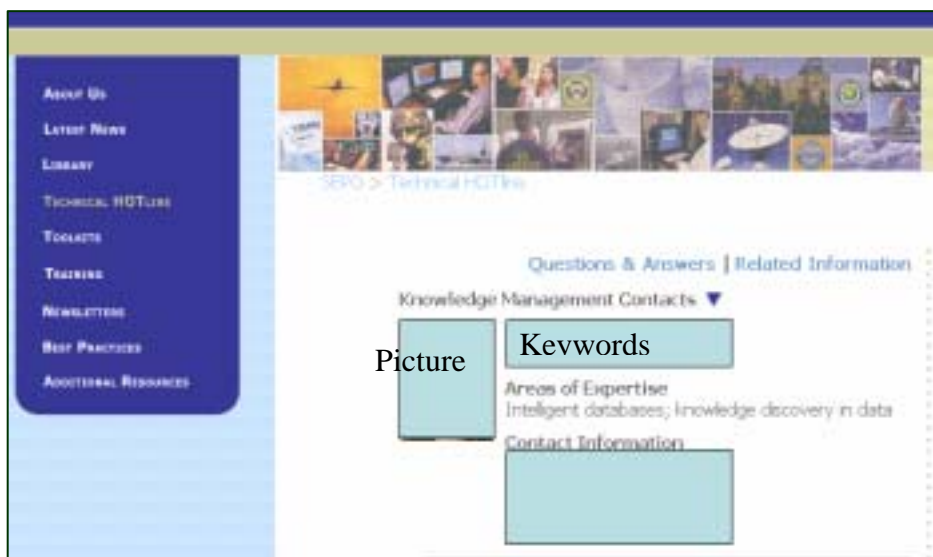 About Us
Latest News
Library
Technical HOTline
Toolkits
Training
Newsletters
Best Practices
Additional Resources
SEPO > Technical HOTline
Questions & Answers | Related Information
Knowledge Management Contacts ▼
Picture
Keywords
Areas of Expertise
Intelligent databases; knowledge discovery in data
Contact Information